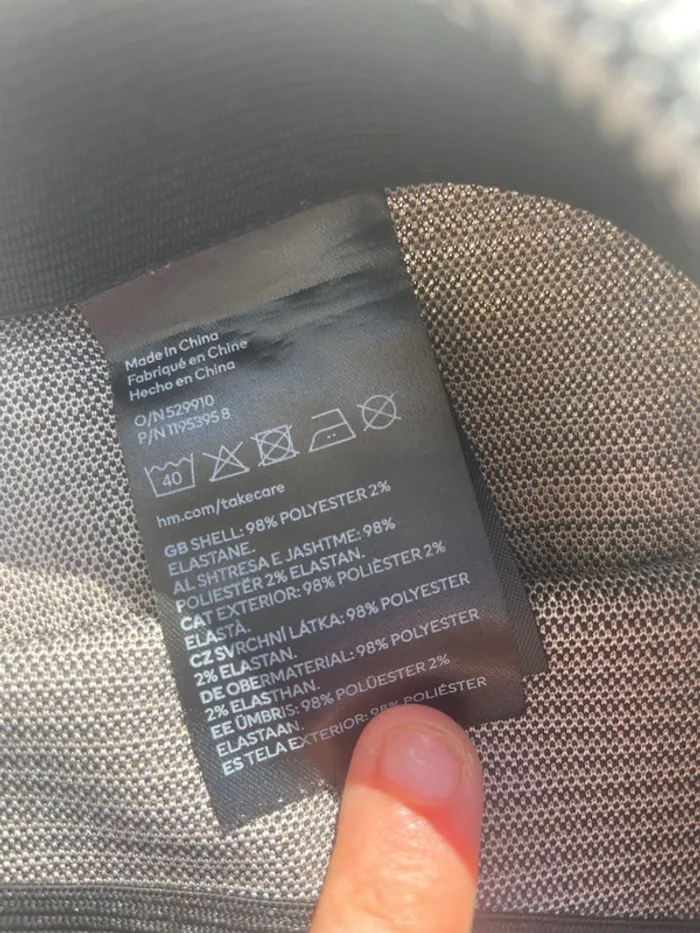 Made in China
Fabriqué en Chine
Hecho en China
O/N 529910
P/N 1195395 8
40
hm.com/takecare
GB SHELL: 98% POLYESTER 2%
ELASTANE.
AL SHTRESA E JASHTME: 98%
POLIESTËR 2% ELASTAN.
CAT EXTERIOR: 98% POLIÈSTER 2%
ELASTÀ.
CZ SVRCHNÍ LÁTKA: 98% POLYESTER
2% ELASTAN.
DE OBERMATERIAL: 98% POLYESTER
2% ELASTHAN.
EE ÜMBRIS: 98% POLÜESTER 2%
ELASTAAN.
ES TELA EXTERIOR: 98% POLIÉSTER